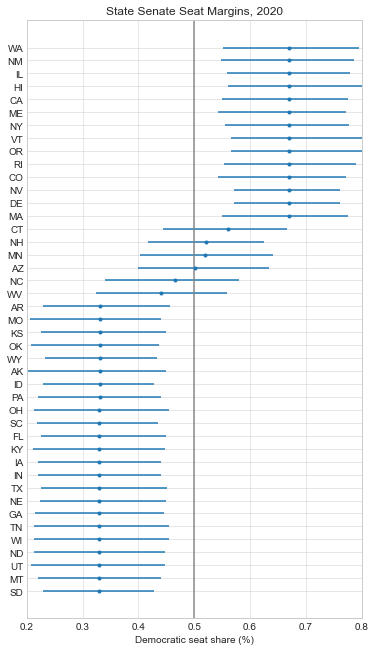 State Senate Seat Margins, 2020
WA
NM
IL
HI
CA
ME
NY
VT
OR
RI
CO
NV
DE
MA
CT
NH
MN
AZ
NC
WV
AR
MO
KS
OK
WY
AK
ID
PA
OH
SC
FL
KY
IA
IN
TX
NE
GA
TN
WI
ND
UT
MT
SD
0.2 0.3 0.4 0.5 0.6 0.7 0.8
Democratic seat share (%)